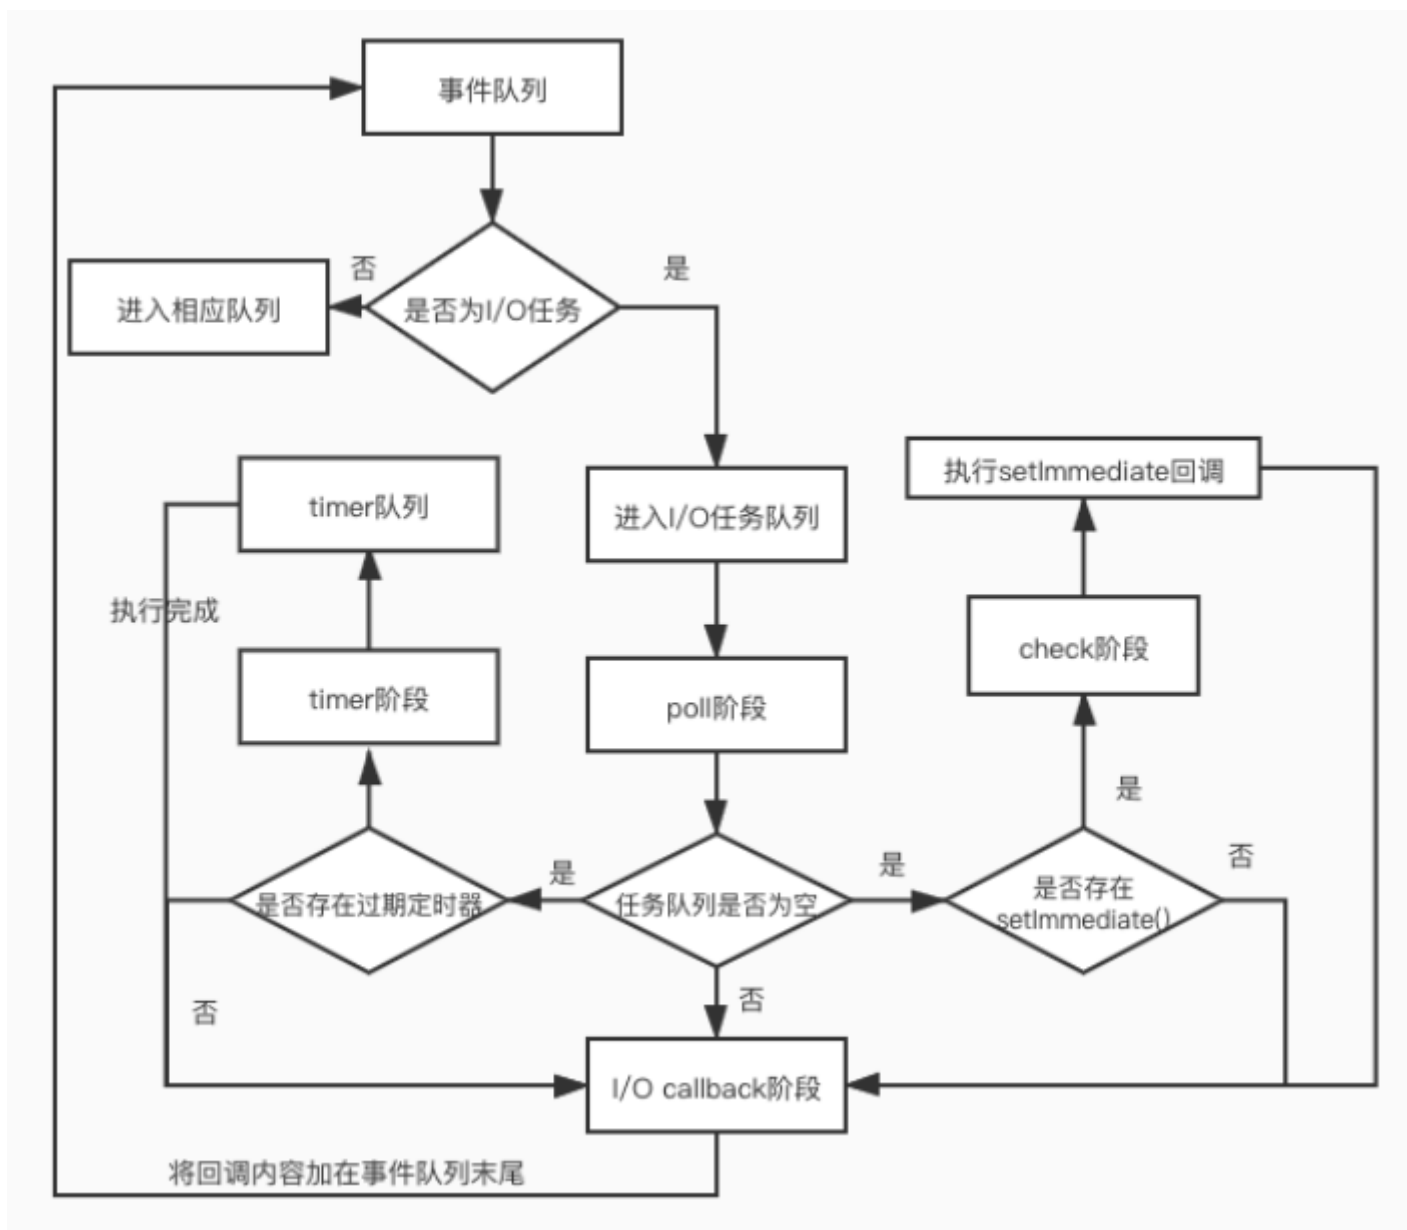 事件队列
否
是
进入相应队列
是否为I/O任务
执行setImmediate回调
timer队列
进入I/O任务队列
执行完成
check阶段
timer阶段
poll阶段
是
否
是
是
是否存在过期定时器
任务队列是否为空
是否存在
setImmediate()
否
否
I/O callback阶段
将回调内容加在事件队列末尾